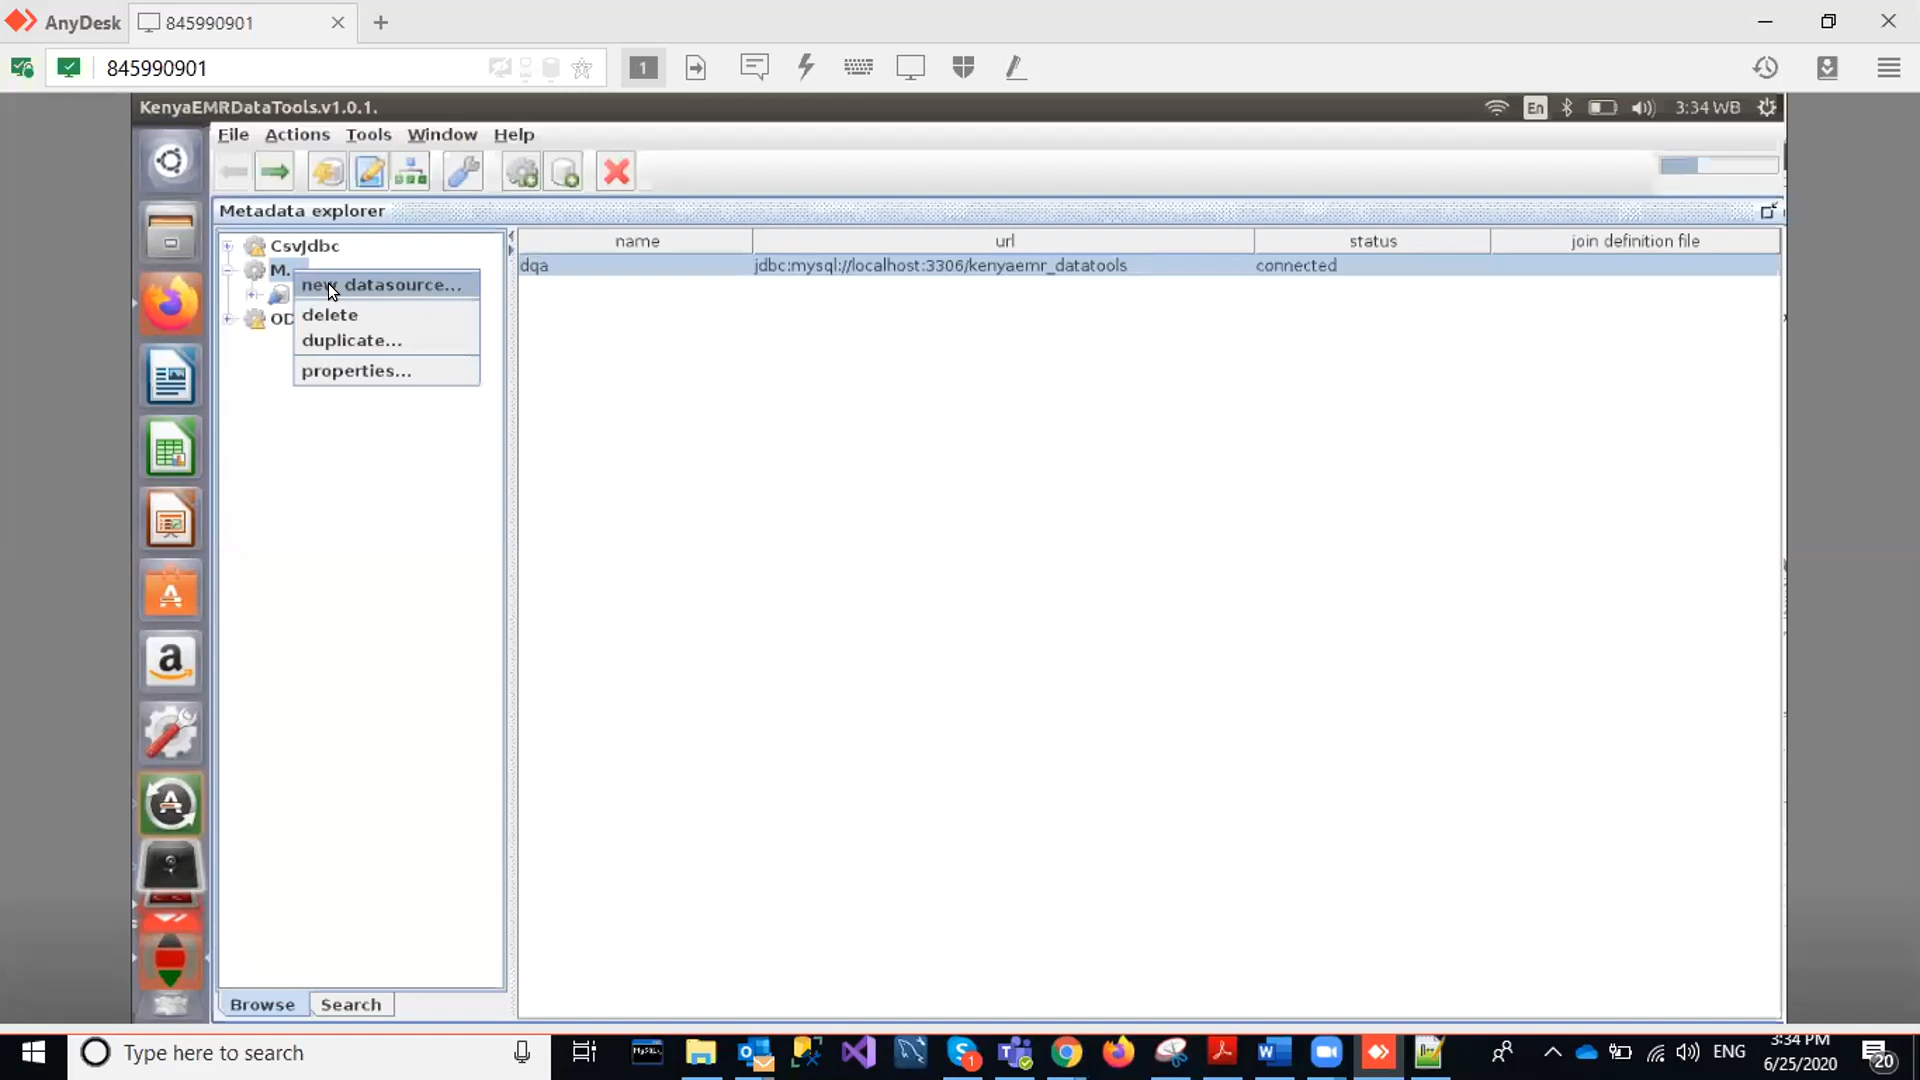 AnyDesk 845990901
845990901 1
KenyaEMRDataTools.v1.0.1. En 3:34 WB
File Actions Tools Window Help
Metadata explorer
CsvJdbc
M.
OD
new datasource...
delete
duplicate...
properties...
name url status join definition file
dqa jdbc:mysql://localhost:3306/kenyaemr_datatools connected
Browse Search
Type here to search
ENG
3:34 PM
6/25/2020
20